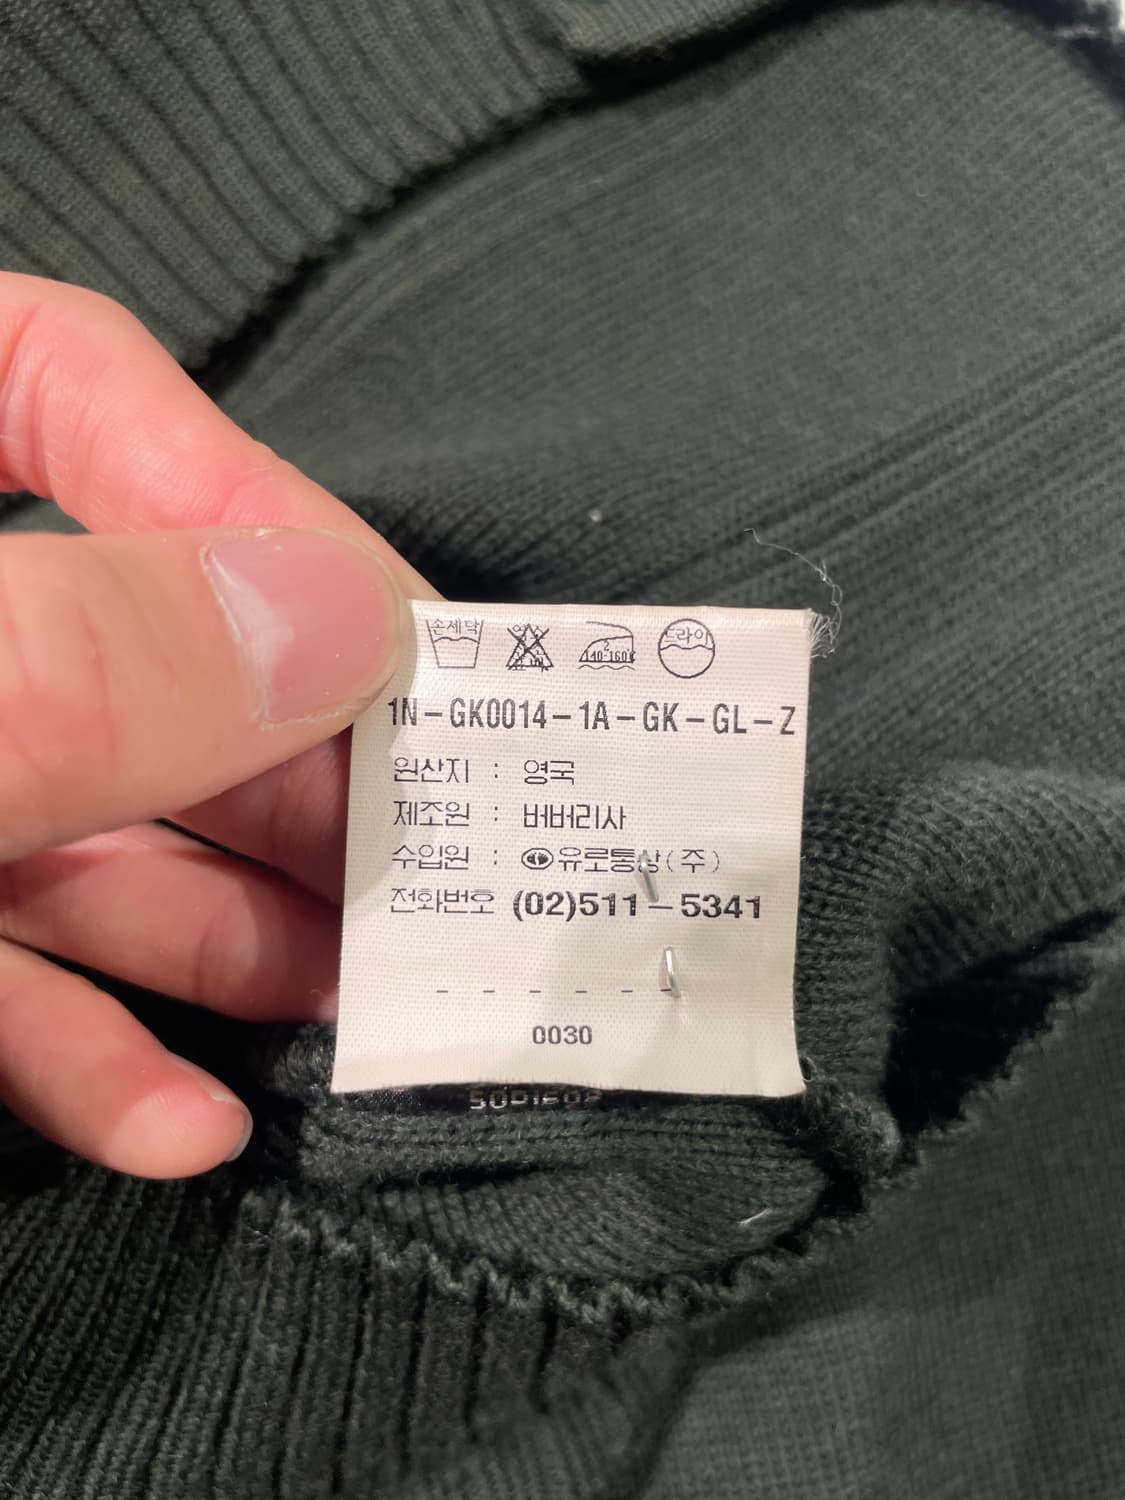 손세탁 140-160℃ 드라이
1N-GK0014-1A-GK-GL-Z
원산지 : 영국
제조원 : 버버리사
수입원 : 유로통상(주)
전화번호 (02)511-5341
- - - - - -
0030